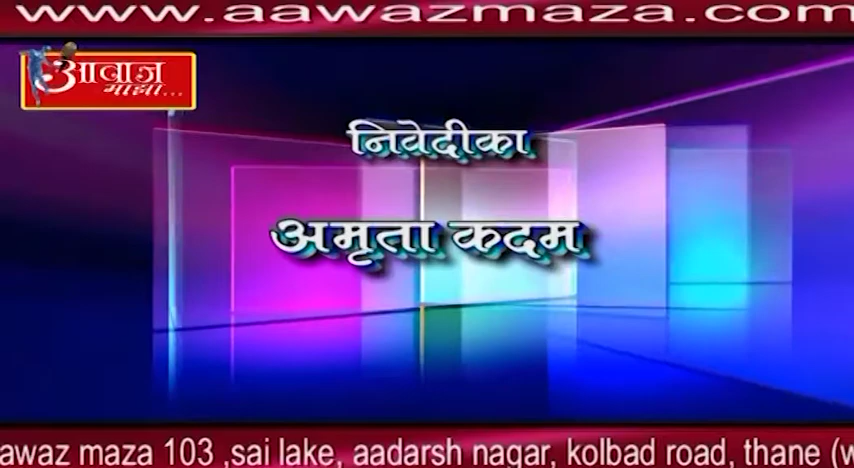 www.aawazmaza.com
आवाज
माझा...
निवेदीका
अमृता कदम
awaz maza 103 ,sai lake, aadarsh nagar, kolbad road, thane (w